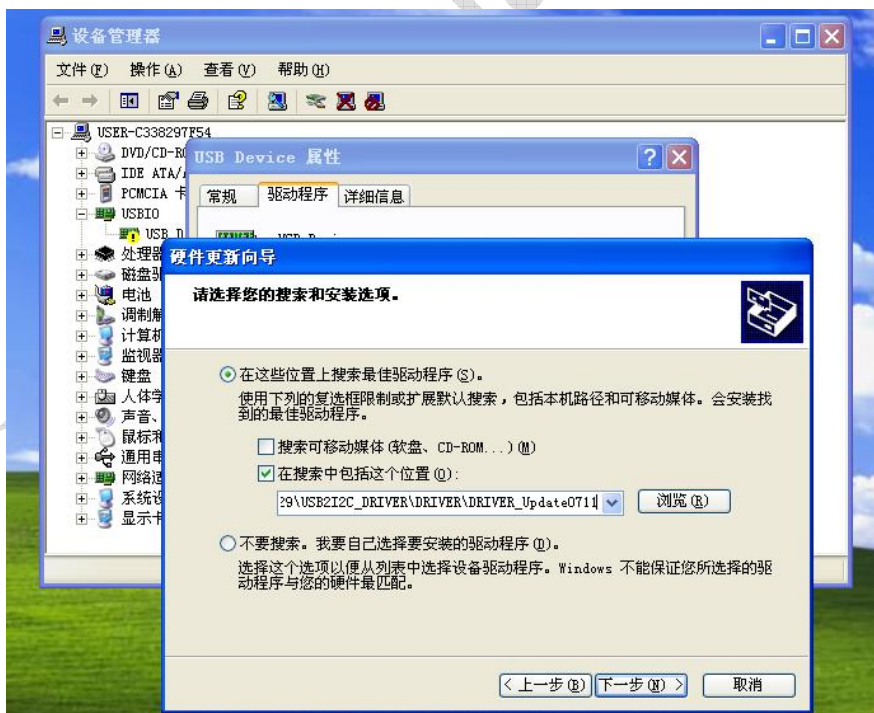 设备管理器
文件(F) 操作(A) 查看(V) 帮助(H)
USER-C338297F54
DVD/CD-RO
IDE ATA/A
PCMCIA 卡
USBIO
USB D
处理器
磁盘驱
电池
调制解
计算机
监视器
键盘
人体学
声音、
鼠标和
通用串
网络适
系统设
显示卡
USB Device 属性
常规 驱动程序 详细信息
硬件更新向导
请选择您的搜索和安装选项。
在这些位置上搜索最佳驱动程序(S)。
使用下列的复选框限制或扩展默认搜索，包括本机路径和可移动媒体。会安装找
到的最佳驱动程序。
搜索可移动媒体(软盘、CD-ROM...)(M)
在搜索中包括这个位置(O):
29\USB2I2C_DRIVER\DRIVER\DRIVER_Update0711
浏览(R)
不要搜索。我要自己选择要安装的驱动程序(D)。
选择这个选项以便从列表中选择设备驱动程序。Windows 不能保证您所选择的驱
动程序与您的硬件最匹配。
< 上一步(B) 下一步(N) > 取消